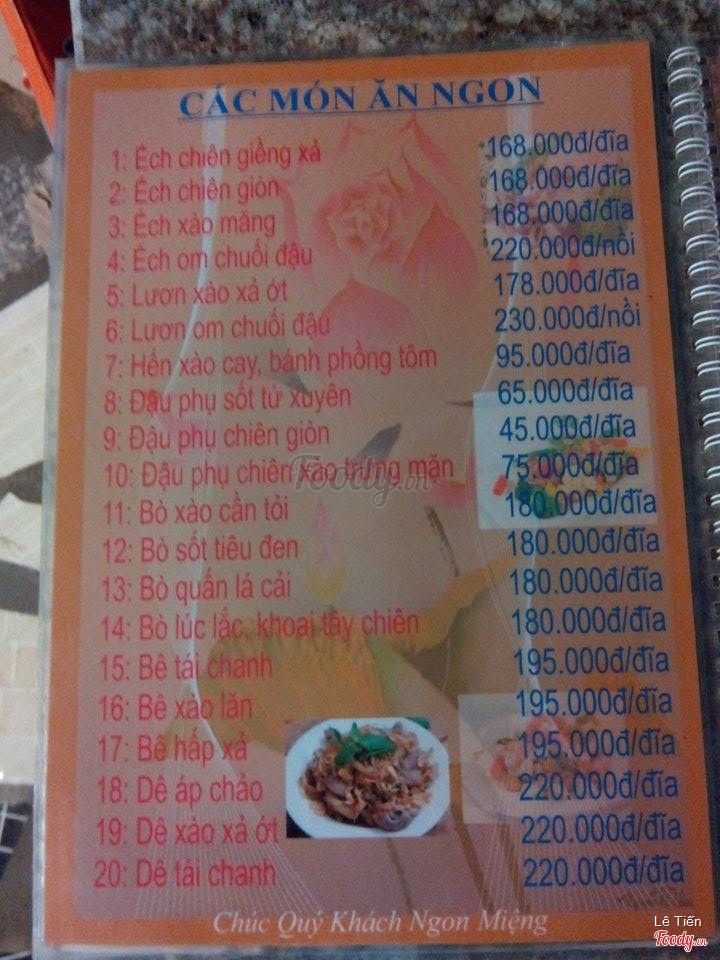 CÁC MÓN ĂN NGON
1: Ếch chiên giềng xả 168.000đ/đĩa
2: Ếch chiên giòn 168.000đ/đĩa
3: Ếch xào măng 168.000đ/đĩa
4: Ếch om chuối đậu 220.000đ/nồi
5: Lươn xào xả ớt 178.000đ/đĩa
6: Lươn om chuối đậu 230.000đ/nồi
7: Hến xào cay, bánh phồng tôm 95.000đ/đĩa
8: Đậu phụ sốt tứ xuyên 65.000đ/đĩa
9: Đậu phụ chiên giòn 45.000đ/đĩa
10: Đậu phụ chiên xào trứng mặn 75.000đ/đĩa
11: Bò xào cần tỏi 180.000đ/đĩa
12: Bò sốt tiêu đen 180.000đ/đĩa
13: Bò quấn lá cải 180.000đ/đĩa
14: Bò lúc lắc, khoai tây chiên 180.000đ/đĩa
15: Bê tái chanh 195.000đ/đĩa
16: Bê xào lăn 195.000đ/đĩa
17: Bê hấp xả 195.000đ/đĩa
18: Dê áp chảo 220.000đ/đĩa
19: Dê xào xả ớt 220.000đ/đĩa
20: Dê tái chanh 220.000đ/đĩa
Chúc Quý Khách Ngon Miệng
Foody.vn
Lê Tiến
Foody.vn